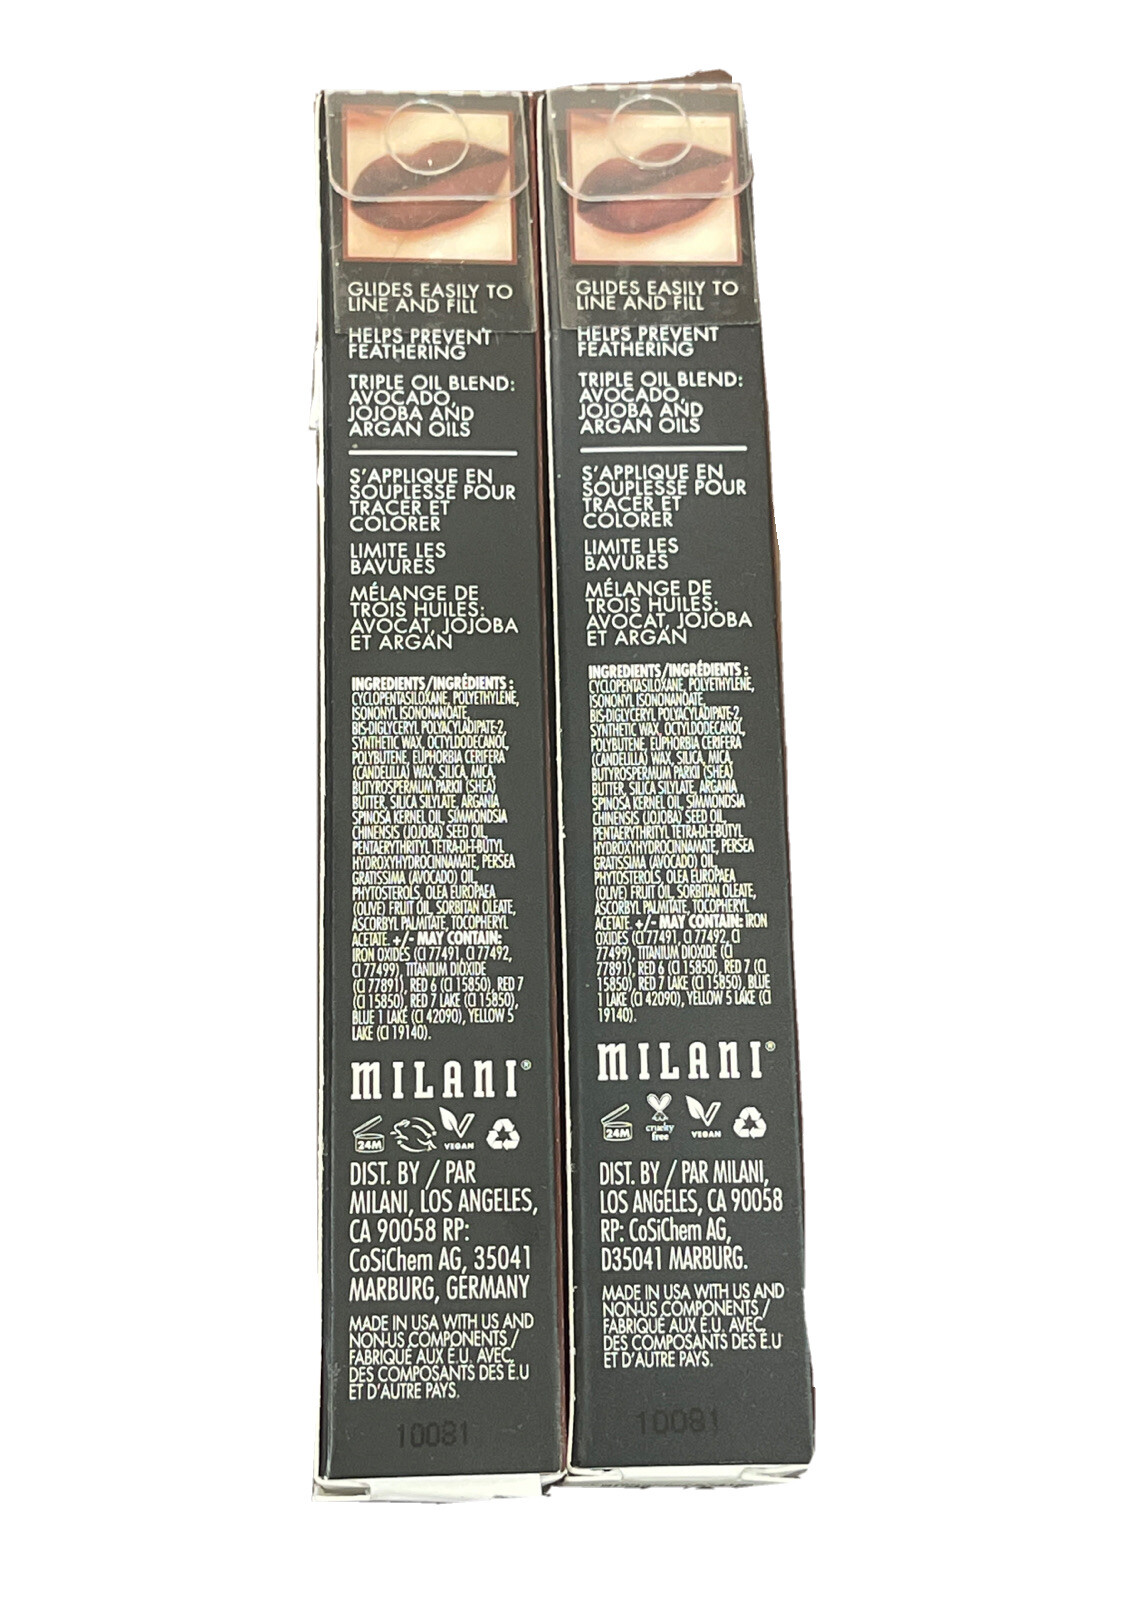 GLIDES EASILY TO
LINE AND FILL
HELPS PREVENT
FEATHERING
TRIPLE OIL BLEND:
AVOCADO,
JOJOBA AND
ARGAN OILS
S'APPLIQUE EN
SOUPLESSE POUR
TRACER ET
COLORER
LIMITE LES
BAVURES
MÉLANGE DE
TROIS HUILES:
AVOCAT, JOJOBA
ET ARGAN
INGREDIENTS/INGRÉDIENTS :
CYCLOPENTASILOXANE, POLYETHYLENE,
ISONONYL ISONONANOATE,
BIS-DIGLYCERYL POLYACYLADIPATE-2,
SYNTHETIC WAX, OCTYLDODECANOL,
POLYBUTENE, EUPHORBIA CERIFERA
(CANDELILLA) WAX, SILICA, MICA,
BUTYROSPERMUM PARKII (SHEA)
BUTTER, SILICA SILYLATE, ARGANIA
SPINOSA KERNEL OIL, SIMMONDSIA
CHINENSIS (JOJOBA) SEED OIL,
PENTAERYTHRITYL TETRA-DI-T-BUTYL
HYDROXYHYDROCINNAMATE, PERSEA
GRATISSIMA (AVOCADO) OIL,
PHYTOSTEROLS, OLEA EUROPAEA
(OLIVE) FRUIT OIL, SORBITAN OLEATE,
ASCORBYL PALMITATE, TOCOPHERYL
ACETATE. +/- MAY CONTAIN:
IRON OXIDES (CI 77491, CI 77492,
CI 77499), TITANIUM DIOXIDE
(CI 77891), RED 6 (CI 15850), RED 7
(CI 15850), RED 7 LAKE (CI 15850),
BLUE 1 LAKE (CI 42090), YELLOW 5
LAKE (CI 19140).
MILANI®
24M
VEGAN
DIST. BY / PAR
MILANI, LOS ANGELES,
CA 90058 RP:
CoSiChem AG, 35041
MARBURG, GERMANY
MADE IN USA WITH US AND
NON-US COMPONENTS /
FABRIQUÉ AUX É.U. AVEC
DES COMPOSANTS DES É.U
ET D'AUTRE PAYS.
10081
GLIDES EASILY TO
LINE AND FILL
HELPS PREVENT
FEATHERING
TRIPLE OIL BLEND:
AVOCADO,
JOJOBA AND
ARGAN OILS
S'APPLIQUE EN
SOUPLESSE POUR
TRACER ET
COLORER
LIMITE LES
BAVURES
MÉLANGE DE
TROIS HUILES:
AVOCAT, JOJOBA
ET ARGAN
INGREDIENTS/INGRÉDIENTS :
CYCLOPENTASILOXANE, POLYETHYLENE,
ISONONYL ISONONANOATE,
BIS-DIGLYCERYL POLYACYLADIPATE-2,
SYNTHETIC WAX, OCTYLDODECANOL,
POLYBUTENE, EUPHORBIA CERIFERA
(CANDELILLA) WAX, SILICA, MICA,
BUTYROSPERMUM PARKII (SHEA)
BUTTER, SILICA SILYLATE, ARGANIA
SPINOSA KERNEL OIL, SIMMONDSIA
CHINENSIS (JOJOBA) SEED OIL,
PENTAERYTHRITYL TETRA-DI-T-BUTYL
HYDROXYHYDROCINNAMATE, PERSEA
GRATISSIMA (AVOCADO) OIL,
PHYTOSTEROLS, OLEA EUROPAEA
(OLIVE) FRUIT OIL, SORBITAN OLEATE,
ASCORBYL PALMITATE, TOCOPHERYL
ACETATE. +/- MAY CONTAIN: IRON
OXIDES (CI 77491, CI 77492, CI
77499), TITANIUM DIOXIDE (CI
77891), RED 6 (CI 15850), RED 7 (CI
15850), RED 7 LAKE (CI 15850), BLUE
1 LAKE (CI 42090), YELLOW 5 LAKE (CI
19140).
MILANI®
24M
cruelty
free
VEGAN
DIST. BY / PAR MILANI,
LOS ANGELES, CA 90058
RP: CoSiChem AG,
D35041 MARBURG.
MADE IN USA WITH US AND
NON-US COMPONENTS /
FABRIQUÉ AUX É.U. AVEC
DES COMPOSANTS DES É.U
ET D'AUTRE PAYS.
10081